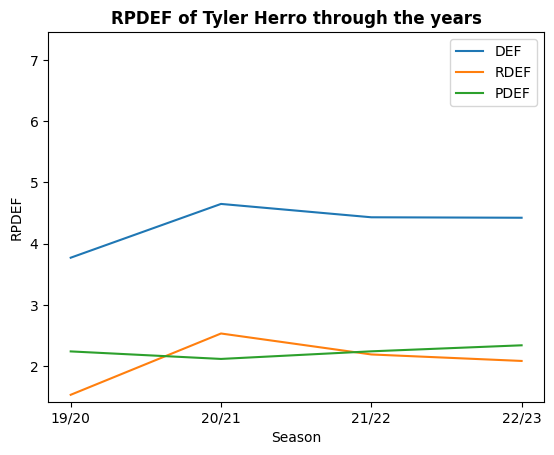 RPDEF of Tyler Herro through the years
DEF
RDEF
PDEF
7
6
5
4
3
2
RPDEF
19/20
20/21
21/22
22/23
Season